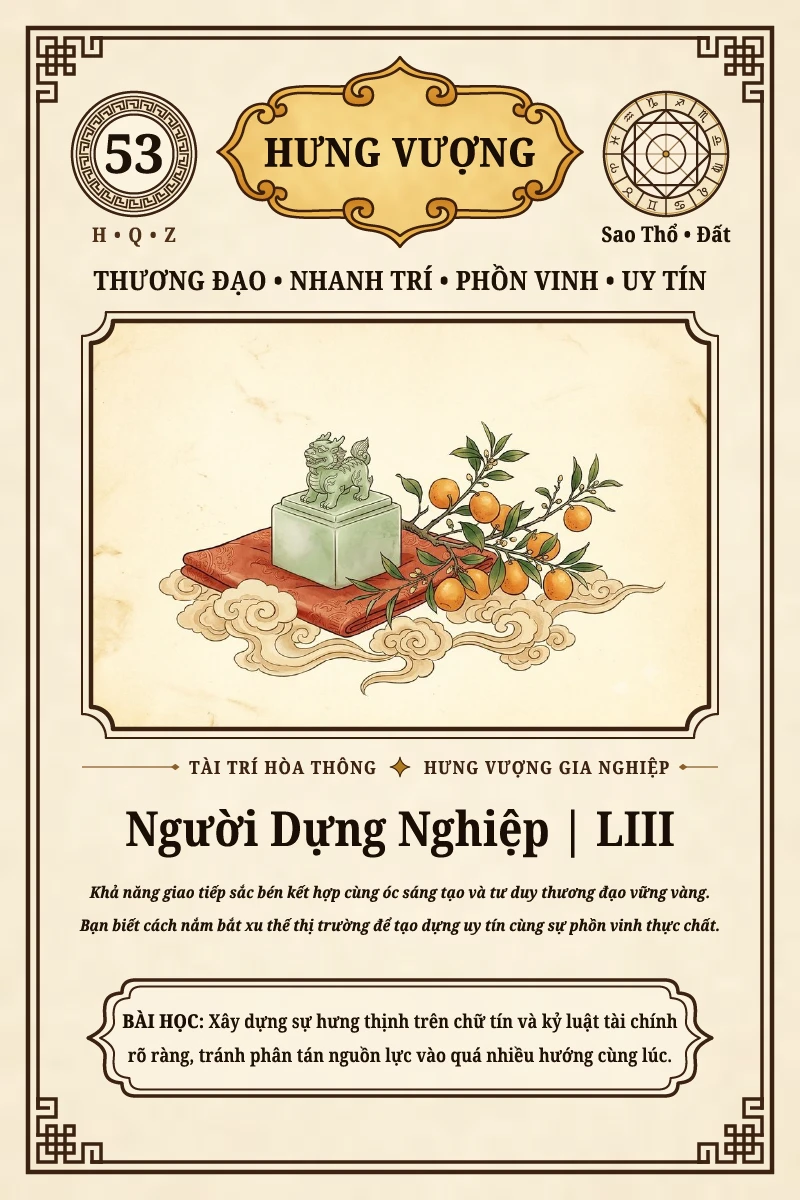 53
HƯNG VƯỢNG
H • Q • Z
Sao Thổ • Đất
THƯƠNG ĐẠO • NHANH TRÍ • PHỒN VINH • UY TÍN
TÀI TRÍ HÒA THÔNG ✦ HƯNG VƯỢNG GIA NGHIỆP
Người Dựng Nghiệp | LIII
Khả năng giao tiếp sắc bén kết hợp cùng óc sáng tạo và tư duy thương đạo vững vàng.
Bạn biết cách nắm bắt xu thế thị trường để tạo dựng uy tín cùng sự phồn vinh thực chất.
BÀI HỌC: Xây dựng sự hưng thịnh trên chữ tín và kỷ luật tài chính
rõ ràng, tránh phân tán nguồn lực vào quá nhiều hướng cùng lúc.